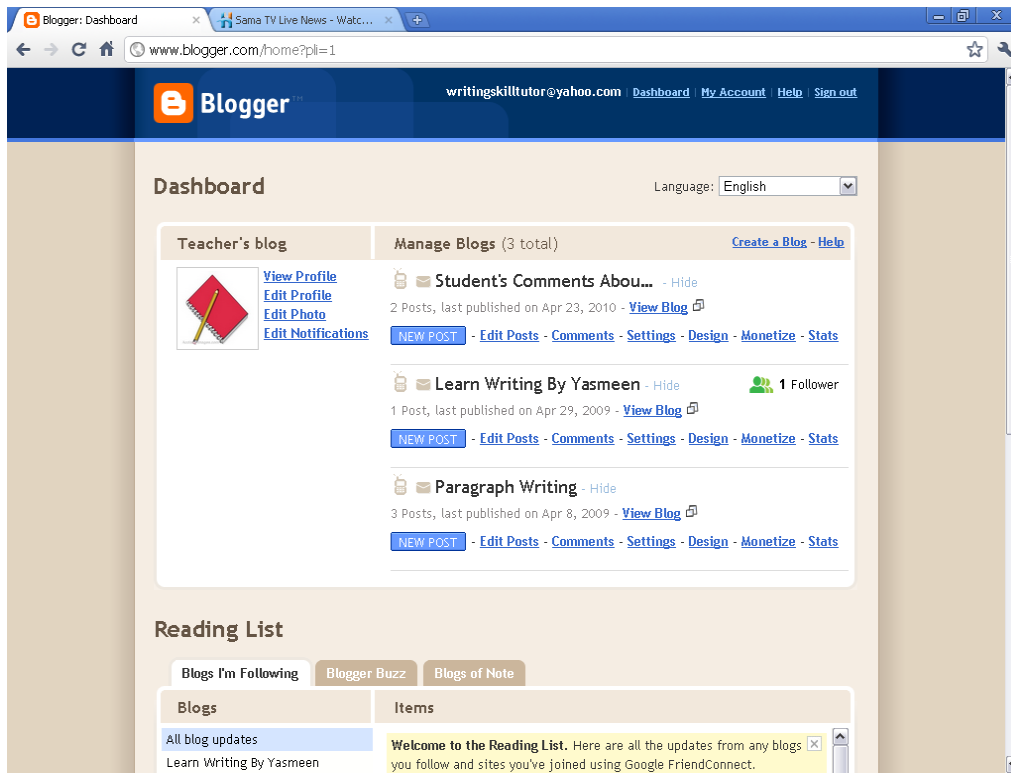 Blogger: Dashboard
Sama TV Live News - Watc...
www.blogger.com/home?pli=1
Blogger™
writingskilltutor@yahoo.com | Dashboard | My Account | Help | Sign out
Dashboard
Language: English
Teacher's blog
View Profile
Edit Profile
Edit Photo
Edit Notifications
Manage Blogs (3 total)
Create a Blog - Help
Student's Comments Abou... - Hide
2 Posts, last published on Apr 23, 2010 - View Blog
NEW POST - Edit Posts - Comments - Settings - Design - Monetize - Stats
Learn Writing By Yasmeen - Hide
1 Follower
1 Post, last published on Apr 29, 2009 - View Blog
NEW POST - Edit Posts - Comments - Settings - Design - Monetize - Stats
Paragraph Writing - Hide
3 Posts, last published on Apr 8, 2009 - View Blog
NEW POST - Edit Posts - Comments - Settings - Design - Monetize - Stats
Reading List
Blogs I'm Following
Blogger Buzz
Blogs of Note
Blogs
Items
All blog updates
Learn Writing By Yasmeen
Welcome to the Reading List. Here are all the updates from any blogs
you follow and sites you've joined using Google FriendConnect.